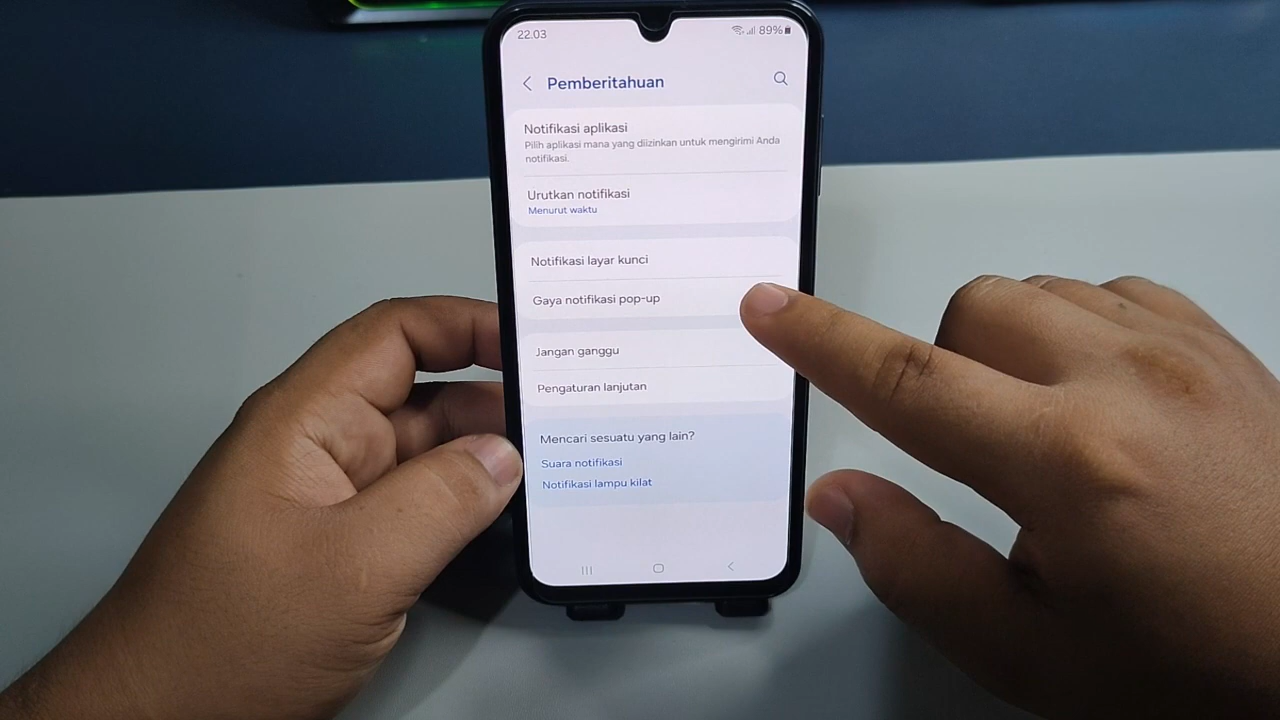 22.03
89%
Pemberitahuan
Notifikasi aplikasi
Pilih aplikasi mana yang diizinkan untuk mengirimi Anda
notifikasi.
Urutkan notifikasi
Menurut waktu
Notifikasi layar kunci
Gaya notifikasi pop-up
Jangan ganggu
Pengaturan lanjutan
Mencari sesuatu yang lain?
Suara notifikasi
Notifikasi lampu kilat